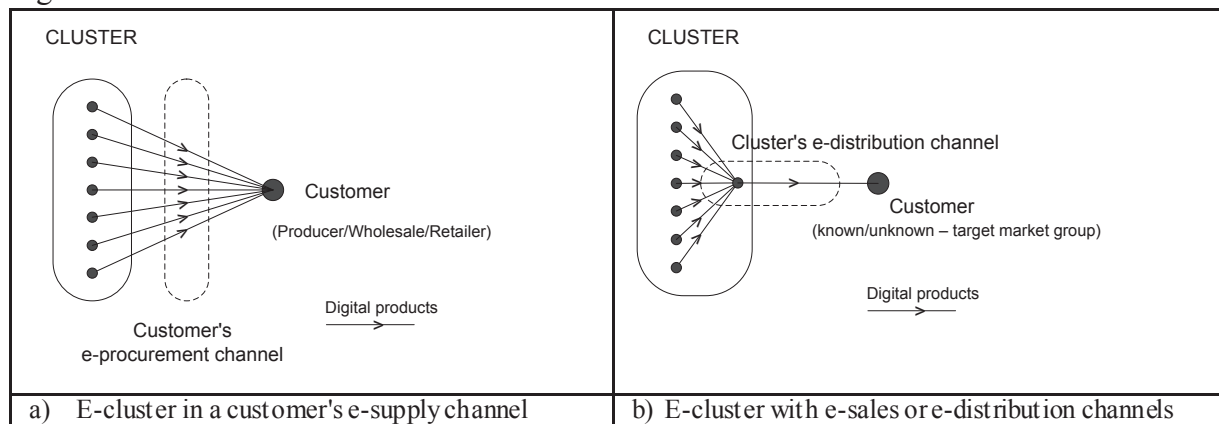 CLUSTER
Customer
(Producer/Wholesale/Retailer)
Digital products
Customer's
e-procurement channel
a) E-cluster in a customer's e-supply channel
CLUSTER
Cluster's e-distribution channel
Customer
(known/unknown – target market group)
Digital products
b) E-cluster with e-sales or e-distribution channels